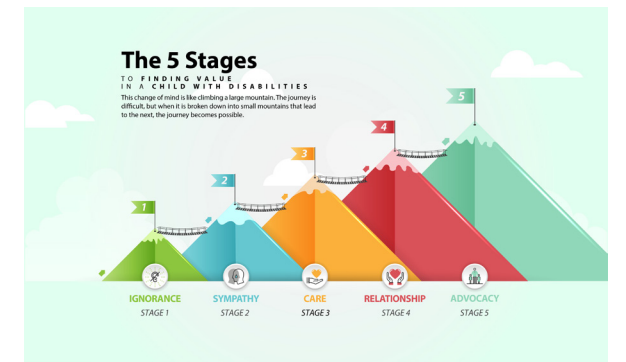 The 5 Stages
TO FINDING VALUE
IN A CHILD WITH DISABILITIES
This change of mind is like climbing a large mountain. The journey is
difficult, but when it is broken down into small mountains that lead
to the next, the journey becomes possible.
5
4
3
2
1
IGNORANCE SYMPATHY CARE RELATIONSHIP ADVOCACY
STAGE 1 STAGE 2 STAGE 3 STAGE 4 STAGE 5